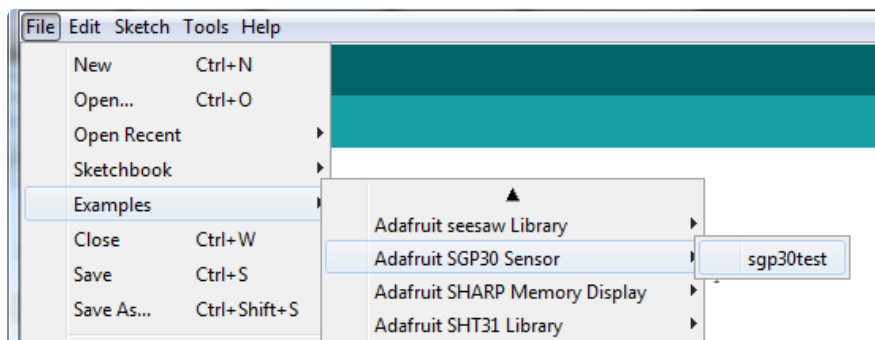 File Edit Sketch Tools Help
New Ctrl+N
Open... Ctrl+O
Open Recent
Sketchbook
Examples
Close Ctrl+W
Save Ctrl+S
Save As... Ctrl+Shift+S
Adafruit seesaw Library
Adafruit SGP30 Sensor
Adafruit SHARP Memory Display
Adafruit SHT31 Library
sgp30test